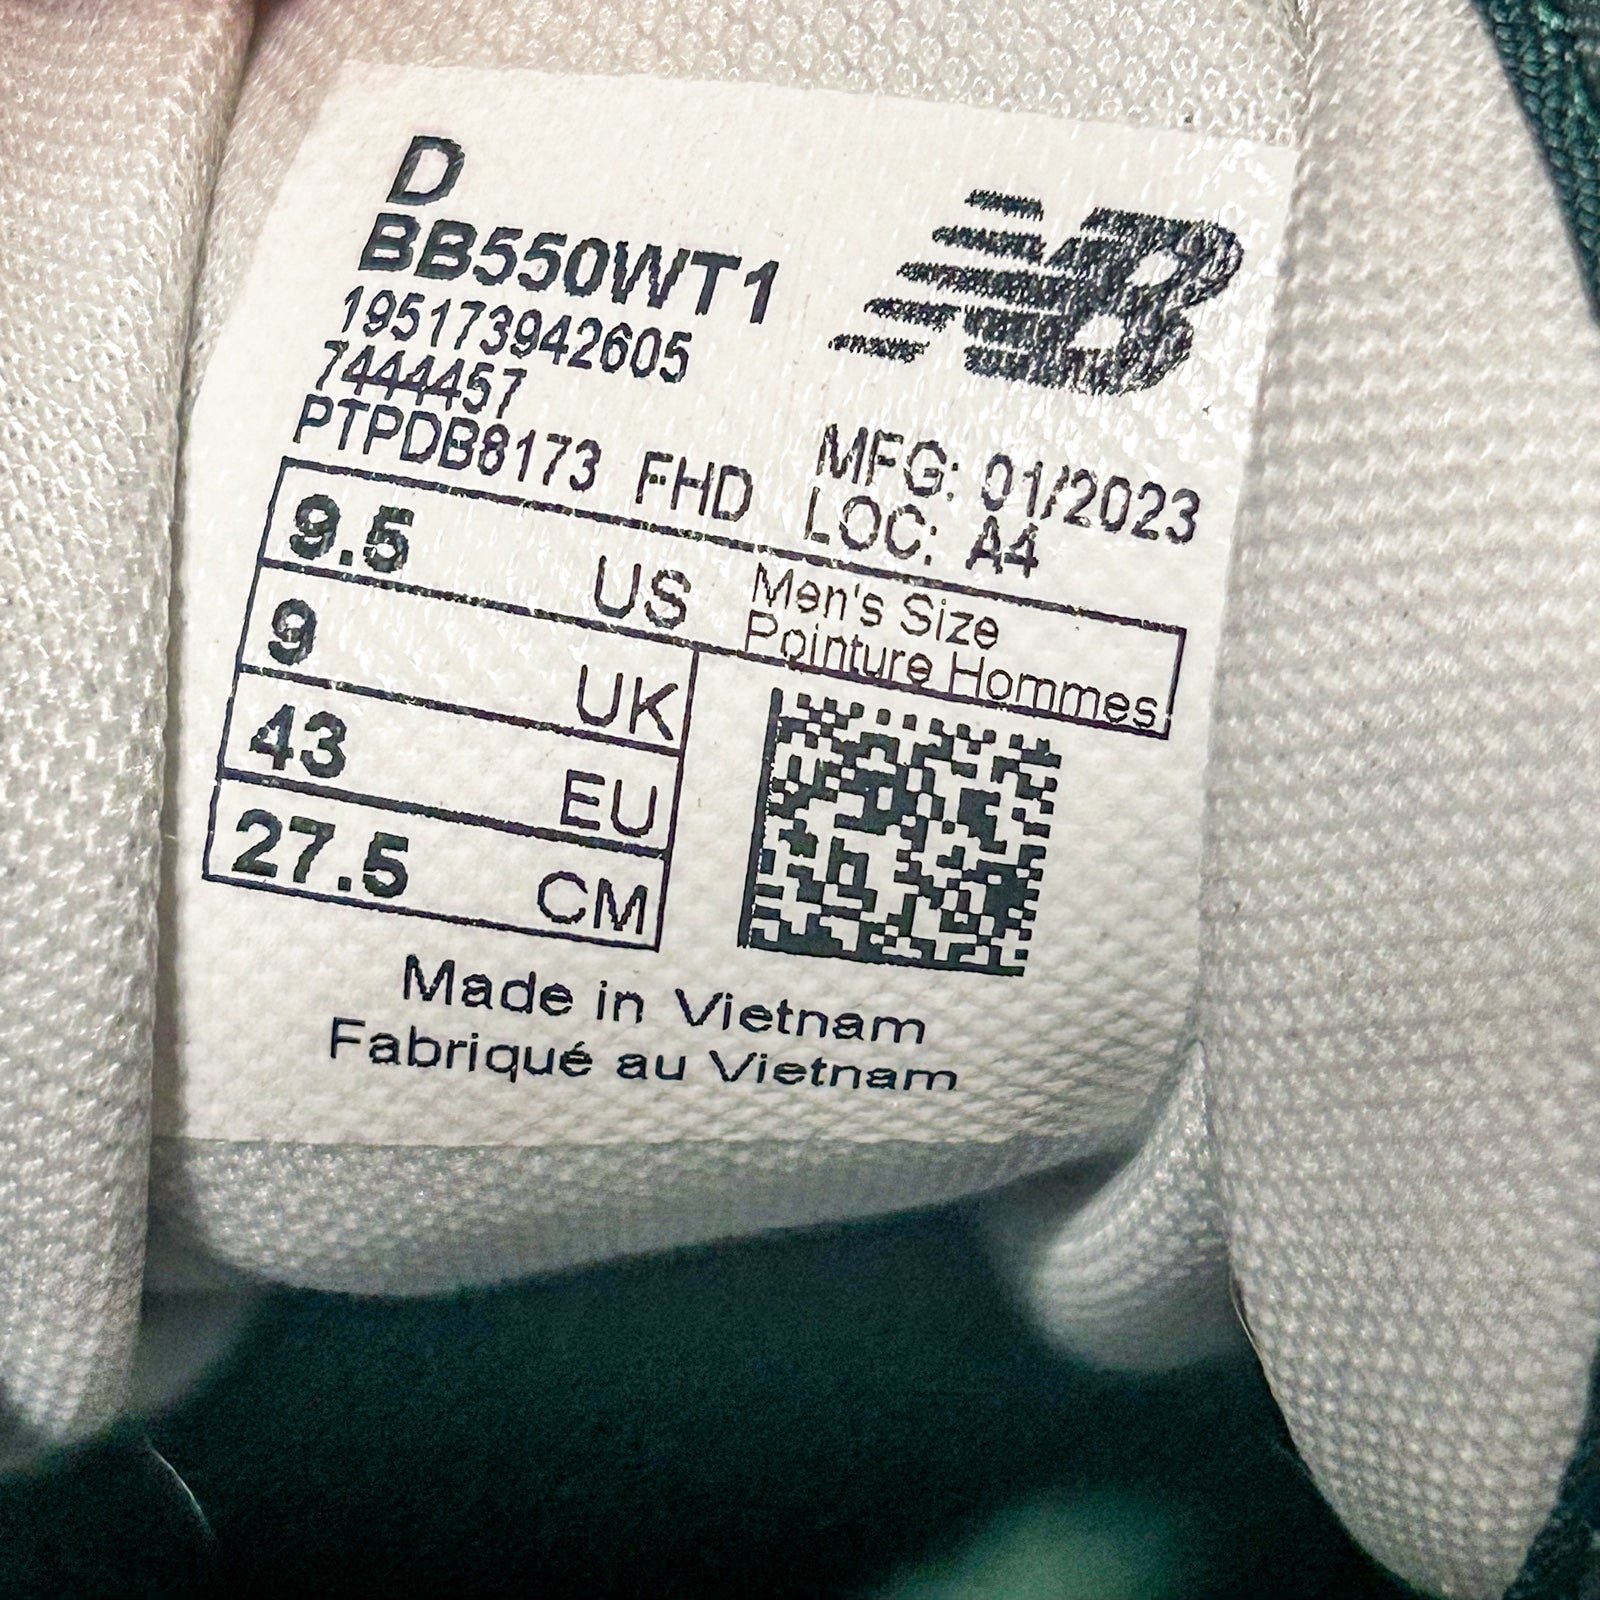 D
BB550WT1
195173942605
7444457
PTPDB8173 FHD
NB
MFG: 01/2023
LOC: A4
9.5 US Men's Size
Pointure Hommes
9 UK
43 EU
27.5 CM
Made in Vietnam
Fabriqué au Vietnam